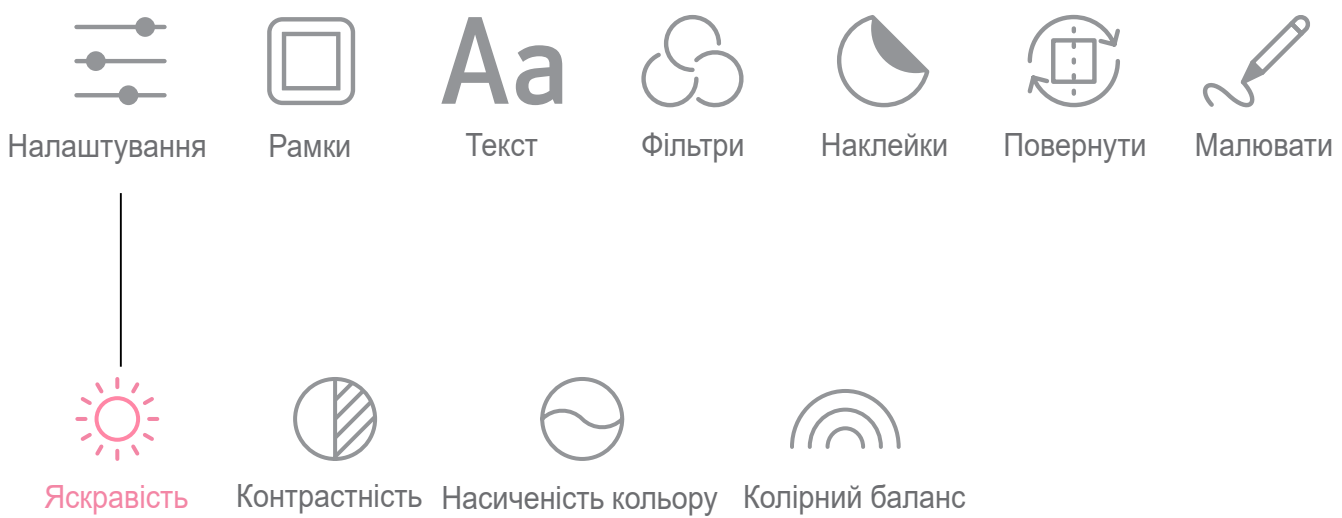 Aa
Налаштування Рамки Текст Фільтри Наклейки Повернути Малювати
Яскравість Контрастність Насиченість кольору Колірний баланс